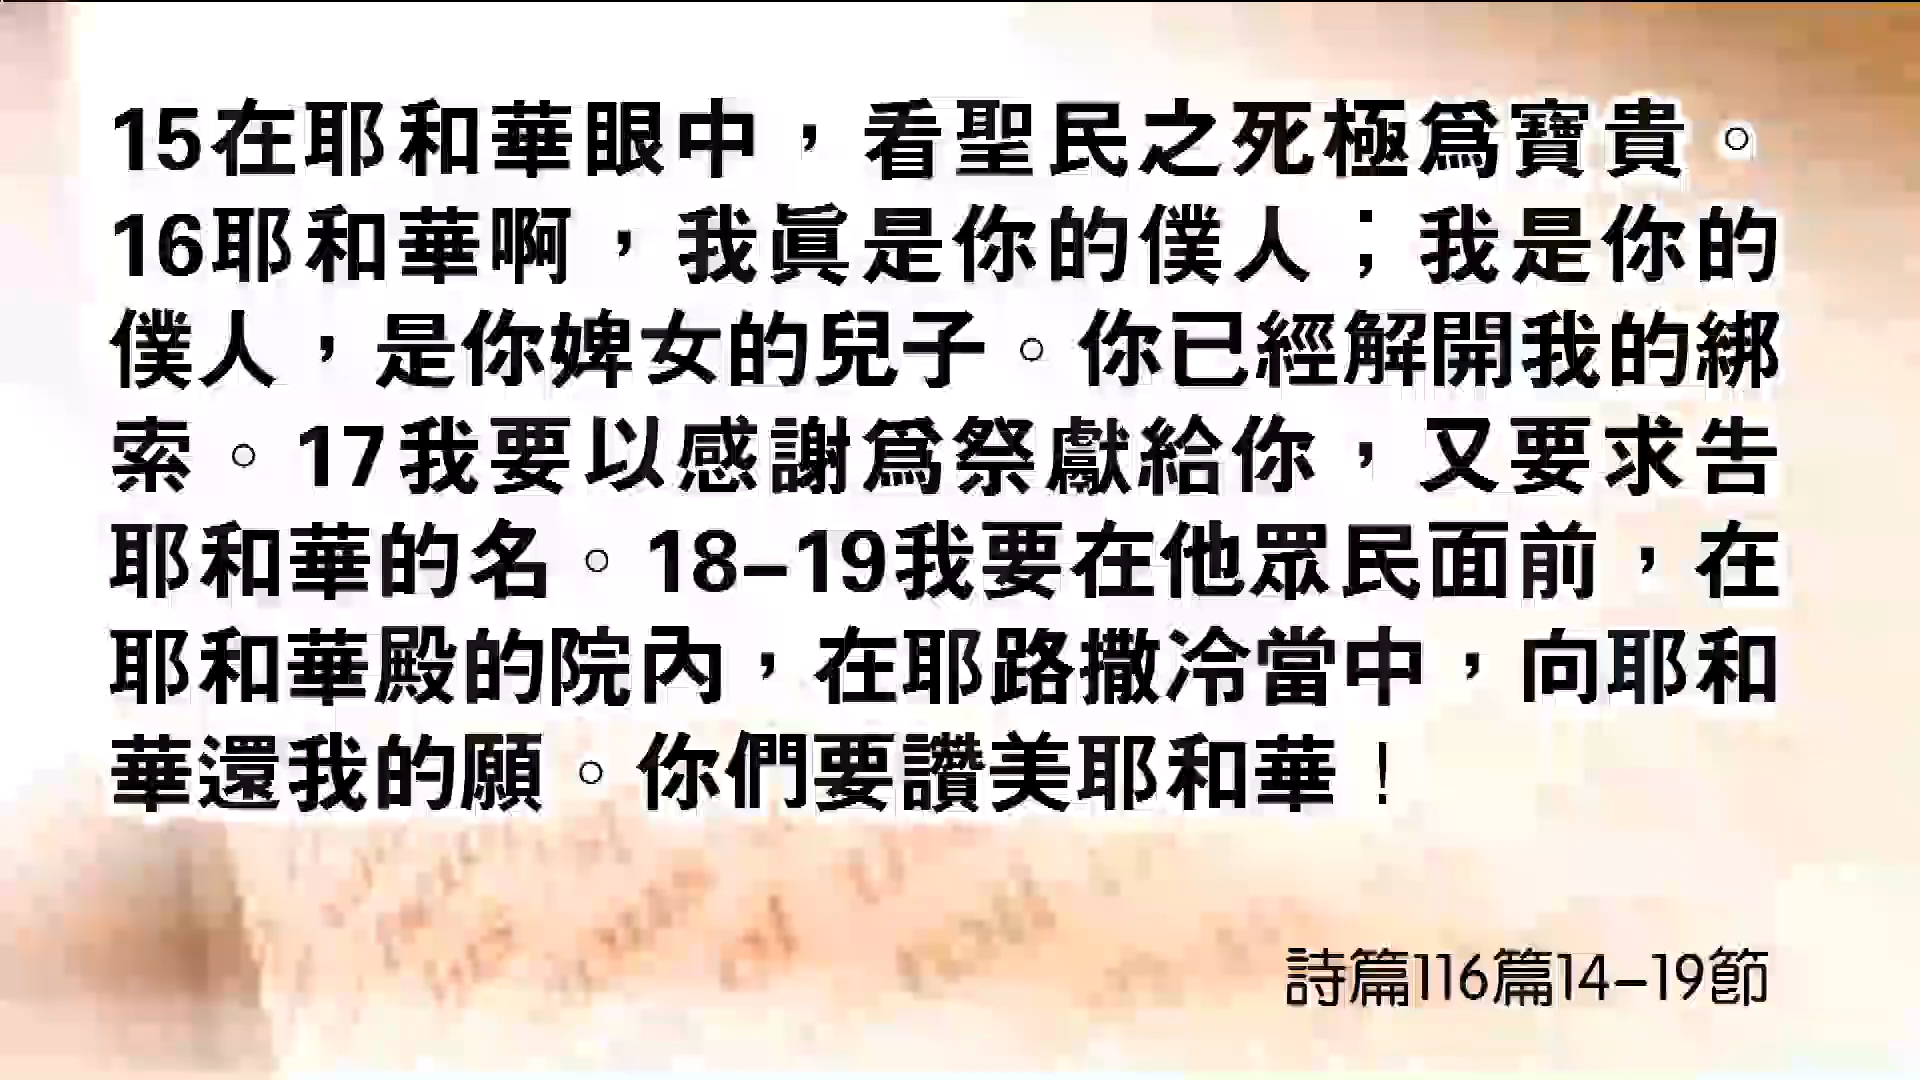 15在耶和華眼中，看聖民之死極爲寶貴。
16耶和華啊，我眞是你的僕人；我是你的
僕人，是你婢女的兒子。你已經解開我的綁
索。17我要以感謝爲祭獻給你，又要求告
耶和華的名。18–19我要在他眾民面前，在
耶和華殿的院內，在耶路撒冷當中，向耶和
華還我的願。你們要讚美耶和華！
詩篇116篇14–19節